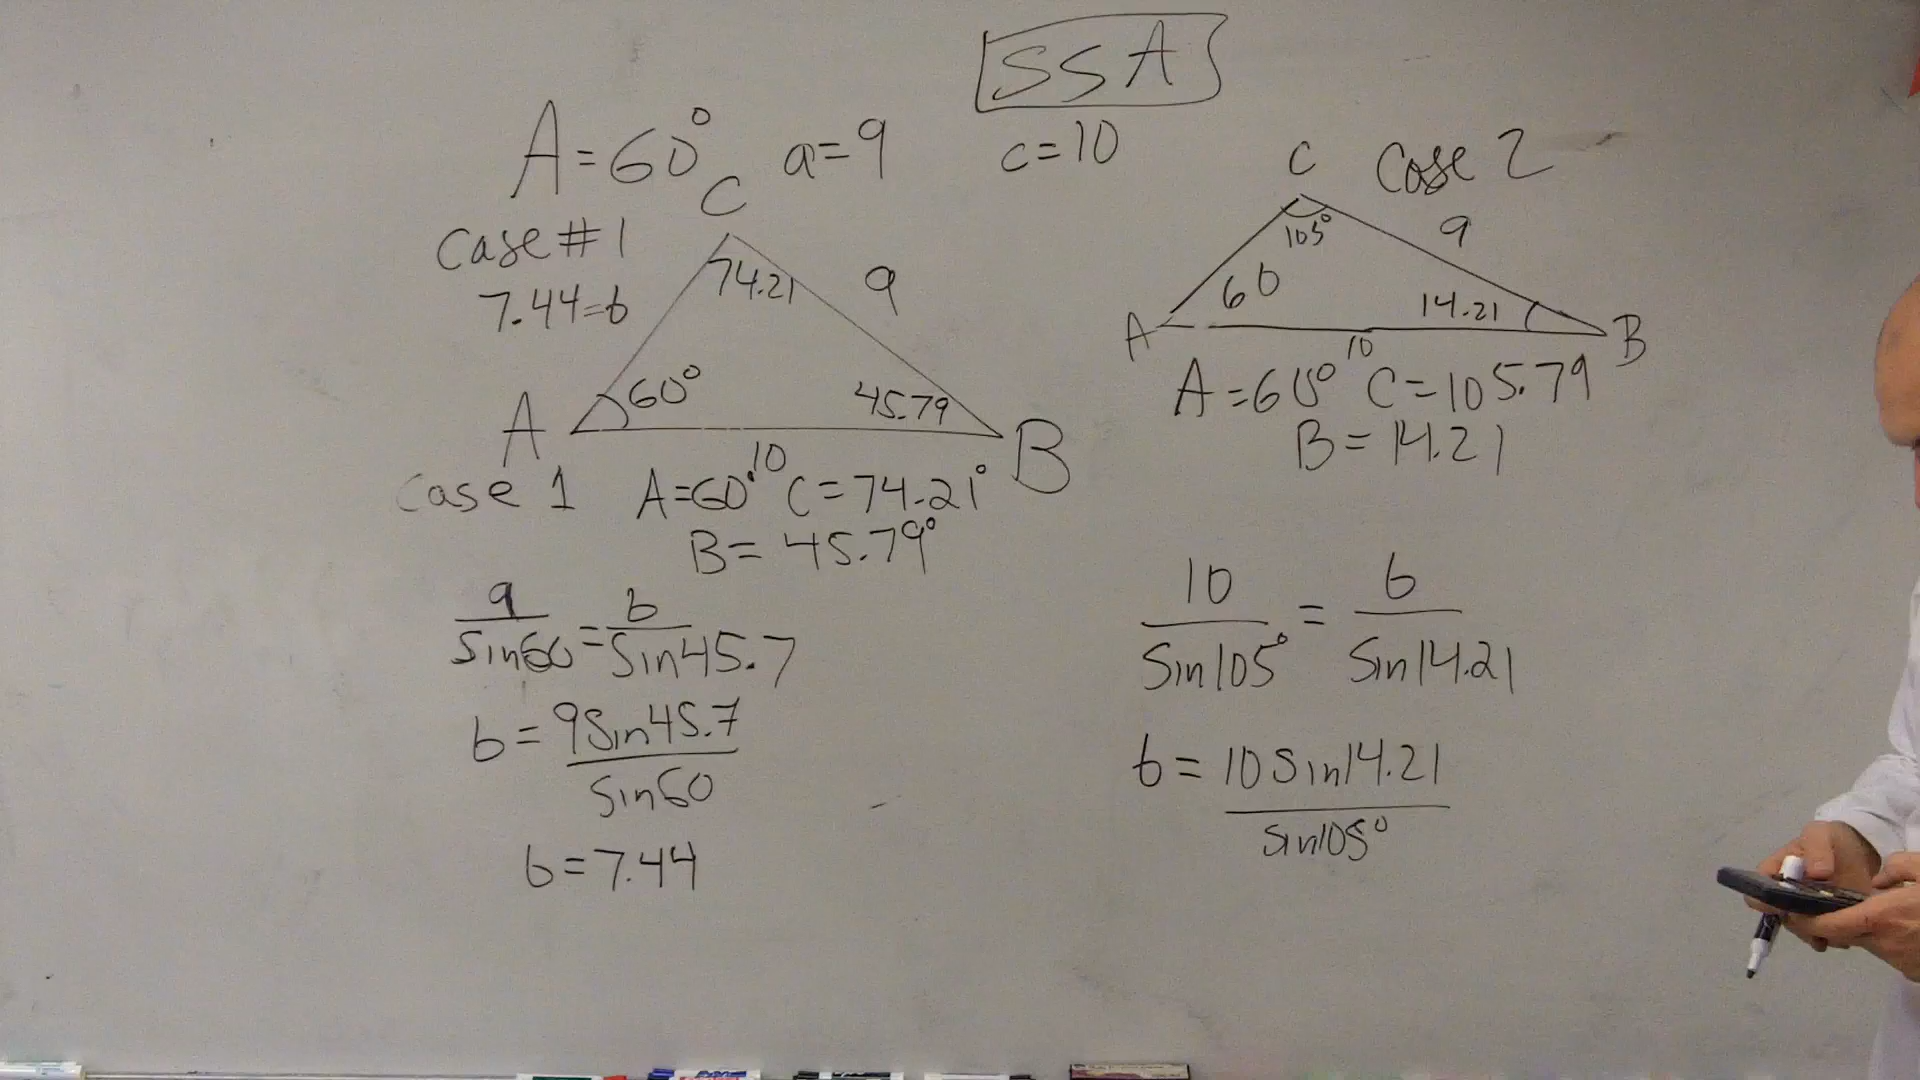 SSA
A=60° a=9 c=10
Case #1
7.44=b
C
74.21
9
60°
45.79
A
B
10
Case 1 A=60° C=74.21°
B=45.79°
9/Sin60 = b/Sin45.7
b = 9Sin45.7/Sin60
b=7.44
Case 2
C
105°
9
60
14.21
A
B
10
A=60° C=105.79
B=14.21
10/Sin105° = b/Sin14.21
b = 10Sin14.21/Sin105°